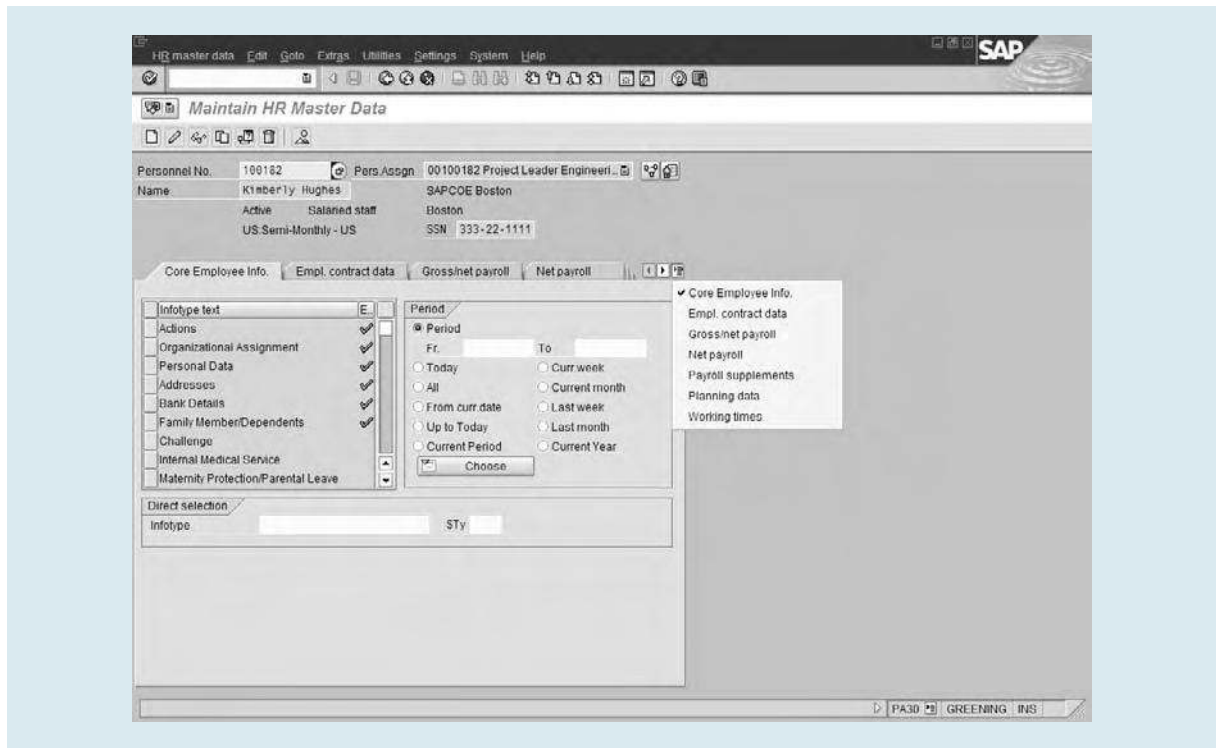 HR master data Edit Goto Extras Utilities Settings System Help
SAP
Maintain HR Master Data
Personnel No. 100182 Pers.Assgn 00100182 Project Leader Engineeri...
Name Kimberly Hughes SAPCOE Boston
Active Salaried staff Boston
US:Semi-Monthly - US SSN 333-22-1111
Core Employee Info. Empl. contract data Gross/net payroll Net payroll
Infotype text E..
Actions
Organizational Assignment
Personal Data
Addresses
Bank Details
Family Member/Dependents
Challenge
Internal Medical Service
Maternity Protection/Parental Leave
Period
Period
Fr. To
Today Curr.week
All Current month
From curr.date Last week
Up to Today Last month
Current Period Current Year
Choose
Core Employee Info.
Empl. contract data
Gross/net payroll
Net payroll
Payroll supplements
Planning data
Working times
Direct selection
Infotype STy
PA30 GREENING INS